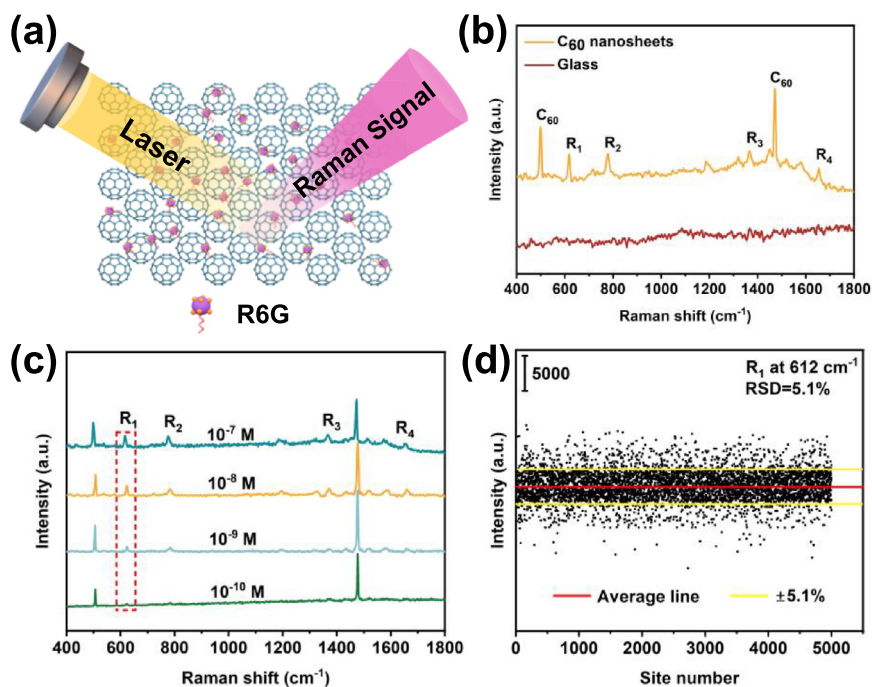 (a)
Laser
Raman Signal
R6G
(b)
C60 nanosheets
Glass
C60
R1
R2
R3
C60
R4
Intensity (a.u.)
400 600 800 1000 1200 1400 1600 1800
Raman shift (cm-1)
(c)
R1
R2
R3
R4
10-7 M
10-8 M
10-9 M
10-10 M
Intensity (a.u.)
400 600 800 1000 1200 1400 1600 1800
Raman shift (cm-1)
(d)
5000
R1 at 612 cm-1
RSD=5.1%
Intensity (a.u.)
Average line
±5.1%
0 1000 2000 3000 4000 5000
Site number